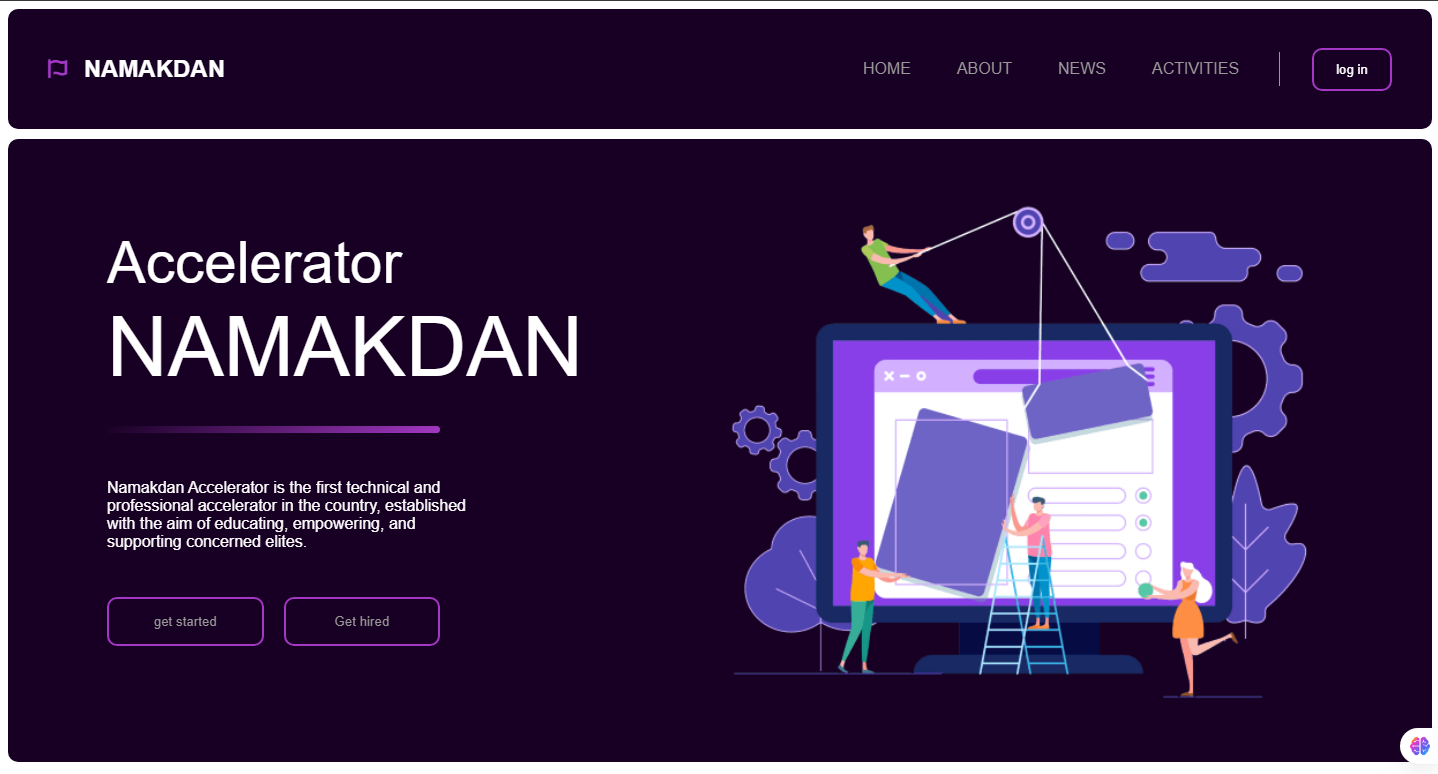 NAMAKDAN
HOME
ABOUT
NEWS
ACTIVITIES
log in
Accelerator
NAMAKDAN
Namakdan Accelerator is the first technical and
professional accelerator in the country, established
with the aim of educating, empowering, and
supporting concerned elites.
get started
Get hired